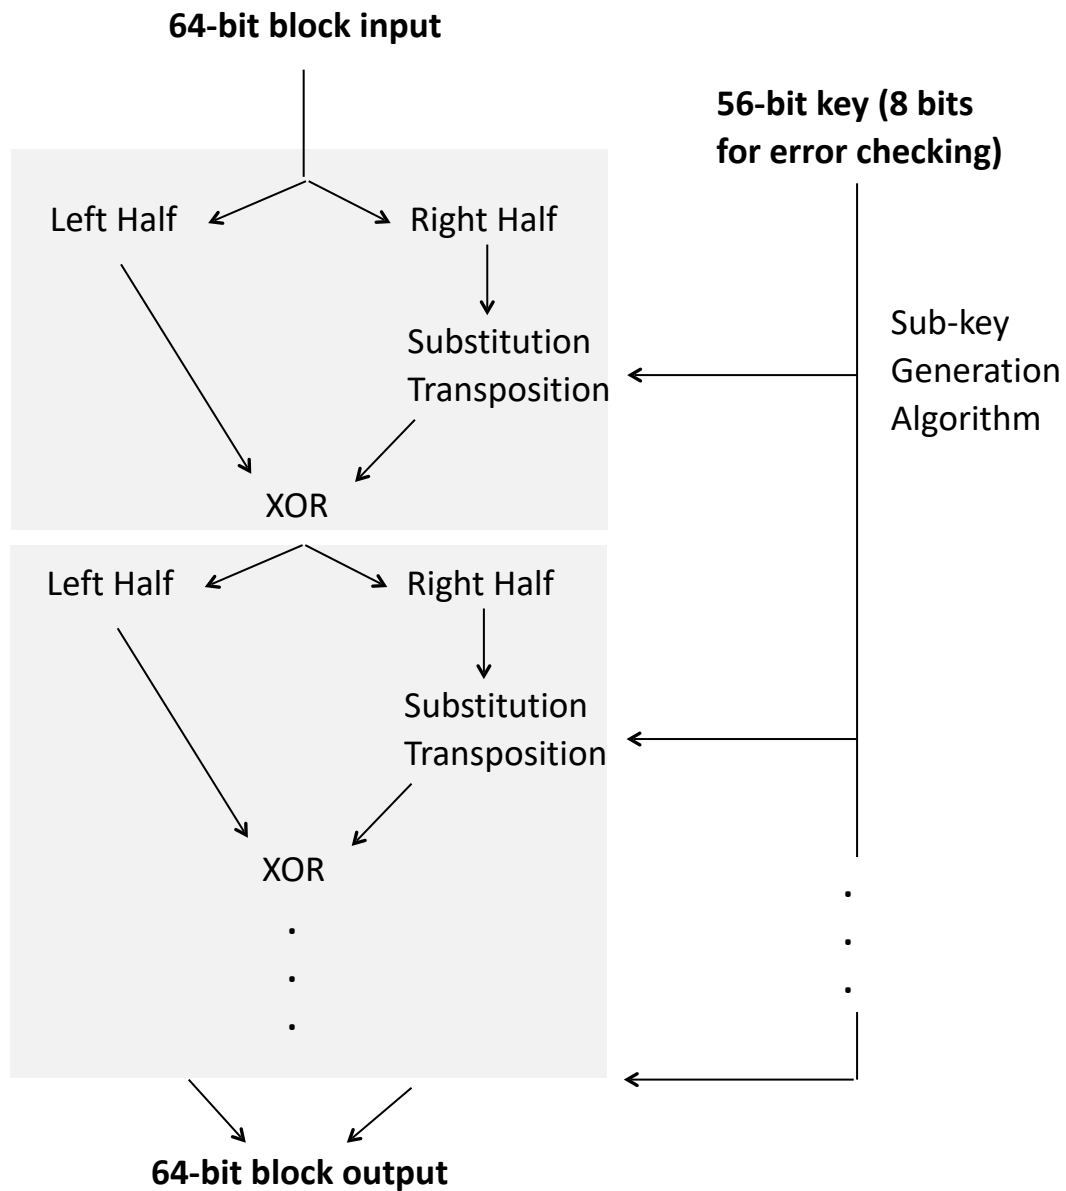 64-bit block input
56-bit key (8 bits
for error checking)
Left Half
Right Half
Substitution
Transposition
Sub-key
Generation
Algorithm
XOR
Left Half
Right Half
Substitution
Transposition
XOR
.
.
.
.
.
.
64-bit block output